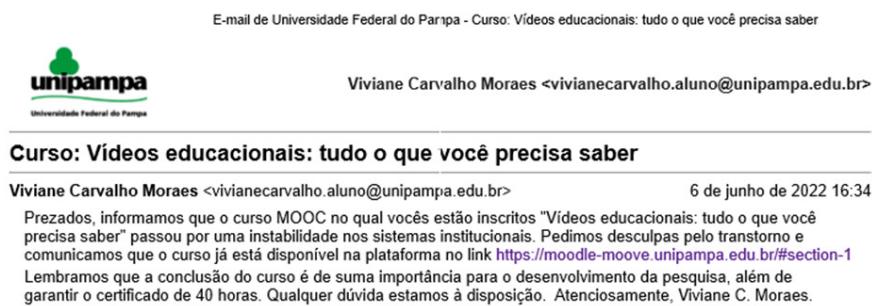 E-mail de Universidade Federal do Pampa - Curso: Vídeos educacionais: tudo o que você precisa saber
unipampa
Universidade Federal do Pampa
Viviane Carvalho Moraes <vivianecarvalho.aluno@unipampa.edu.br>
Curso: Vídeos educacionais: tudo o que você precisa saber
Viviane Carvalho Moraes <vivianecarvalho.aluno@unipampa.edu.br> 6 de junho de 2022 16:34
Prezados, informamos que o curso MOOC no qual vocês estão inscritos "Vídeos educacionais: tudo o que você
precisa saber" passou por uma instabilidade nos sistemas institucionais. Pedimos desculpas pelo transtorno e
comunicamos que o curso já está disponível na plataforma no link https://moodle-moove.unipampa.edu.br/#section-1
Lembramos que a conclusão do curso é de suma importância para o desenvolvimento da pesquisa, além de
garantir o certificado de 40 horas. Qualquer dúvida estamos à disposição. Atenciosamente, Viviane C. Moraes.